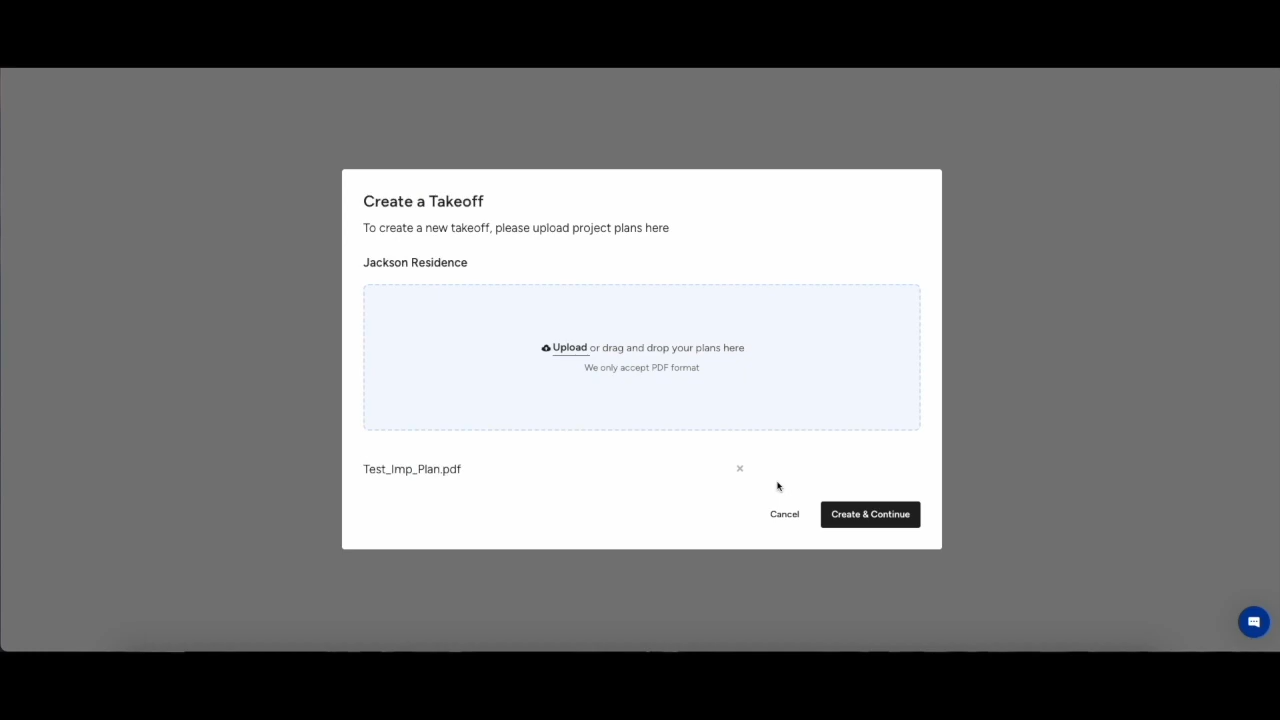 Create a Takeoff
To create a new takeoff, please upload project plans here
Jackson Residence
Upload or drag and drop your plans here
We only accept PDF format
Test_Imp_Plan.pdf
Cancel
Create & Continue